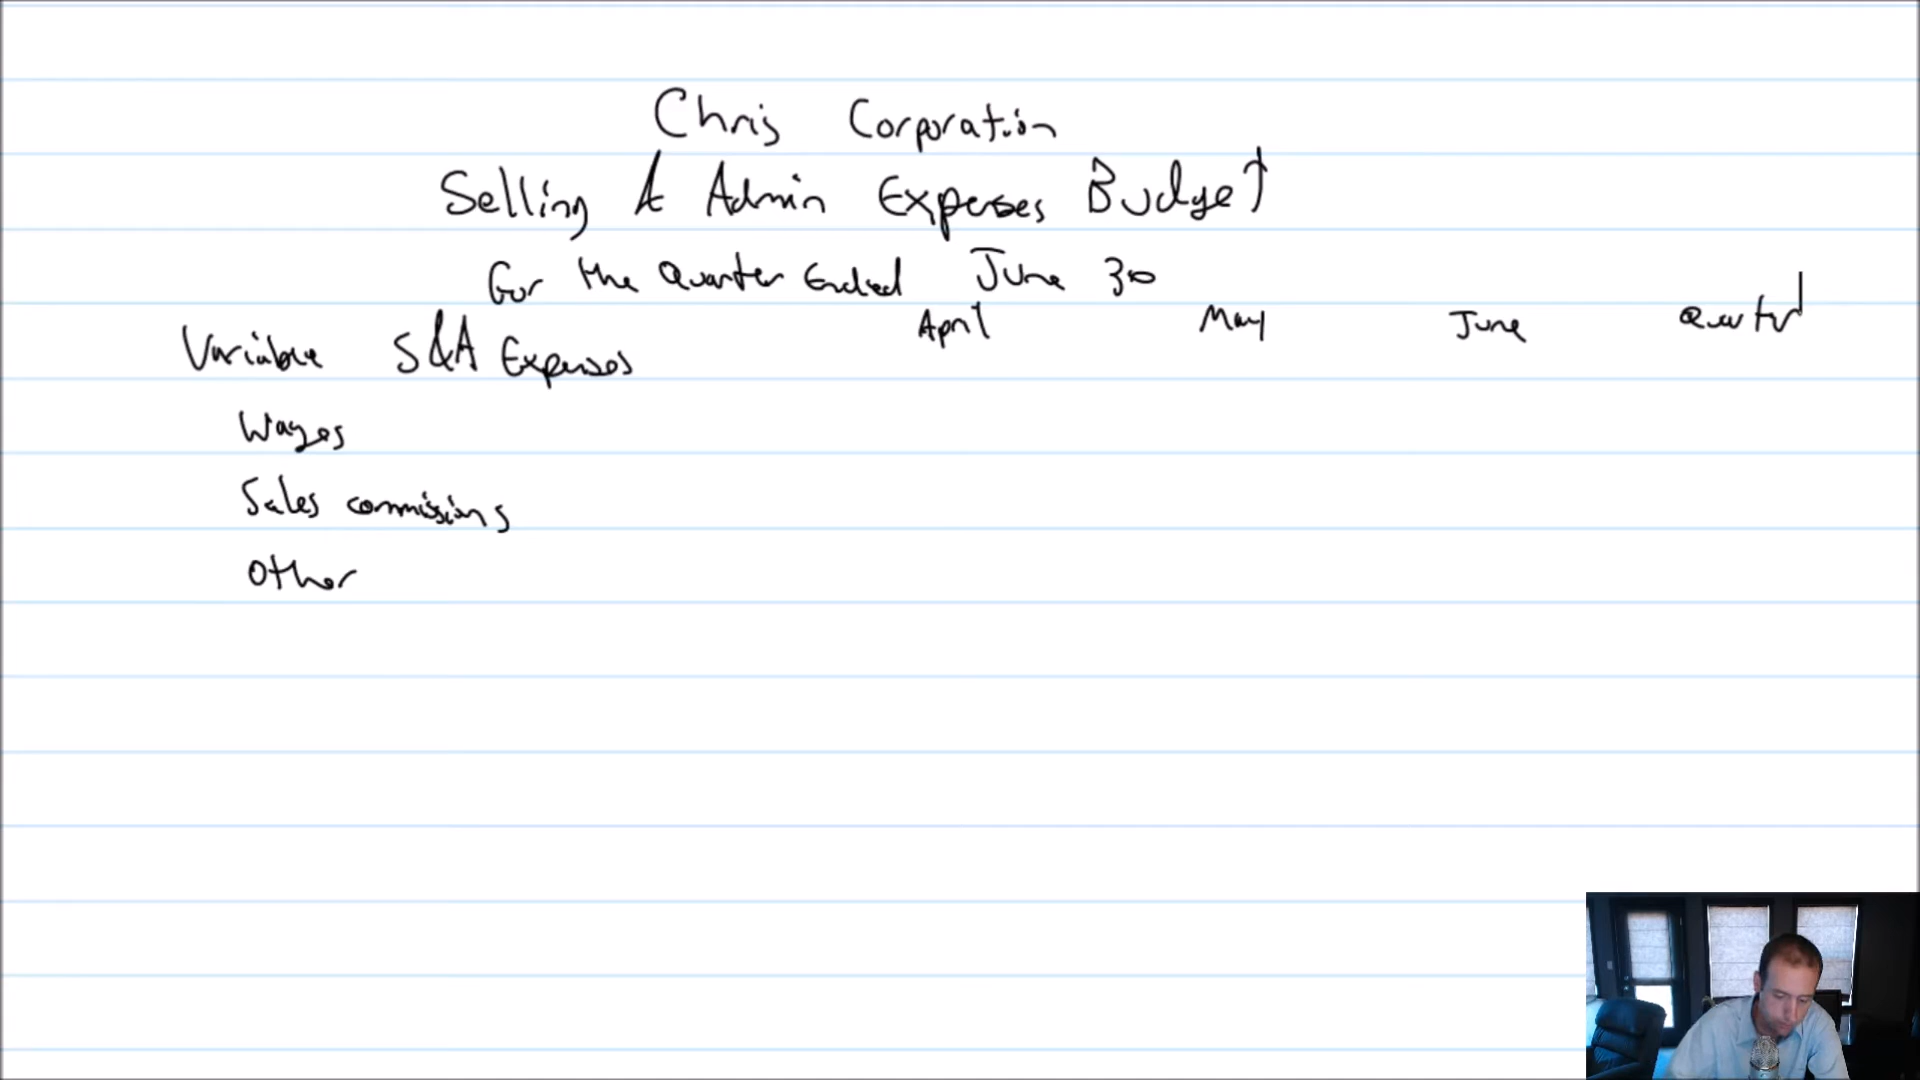 Chris Corporation
Selling & Admin Expenses Budget
For the Quarter Ended June 30
April May June Quarter
Variable S&A Expenses
Wages
Sales commissions
Other